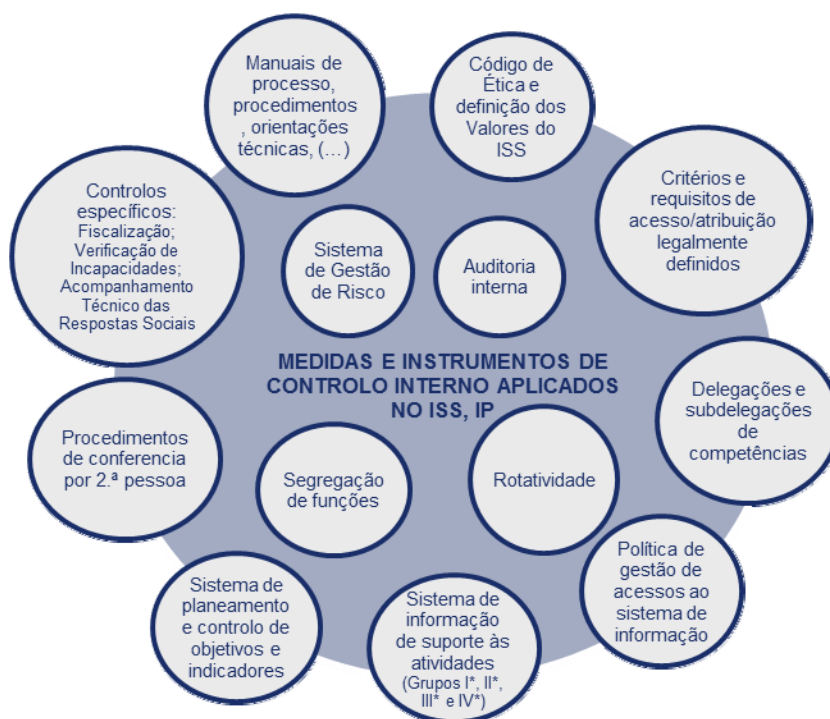 Manuais de
processo,
procedimentos
, orientações
técnicas, (…)
Código de
Ética e
definição dos
Valores do
ISS
Controlos
específicos:
Fiscalização;
Verificação de
Incapacidades;
Acompanhamento
Técnico das
Respostas Sociais
Sistema
de Gestão
de Risco
Auditoria
interna
Critérios e
requisitos de
acesso/atribuição
legalmente
definidos
MEDIDAS E INSTRUMENTOS DE
CONTROLO INTERNO APLICADOS
NO ISS, IP
Procedimentos
de conferencia
por 2.ª pessoa
Segregação
de funções
Rotatividade
Delegações e
subdelegações
de
competências
Sistema de
planeamento
e controlo de
objetivos e
indicadores
Sistema de
informação
de suporte às
atividades
(Grupos I*, II*,
III* e IV*)
Política de
gestão de
acessos ao
sistema de
informação